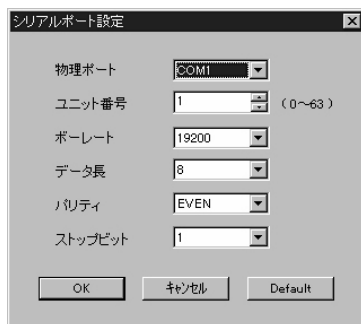 シリアルポート設定
物理ポート COM1
ユニット番号 1 (0～63)
ボーレート 19200
データ長 8
パリティ EVEN
ストップビット 1
OK キャンセル Default